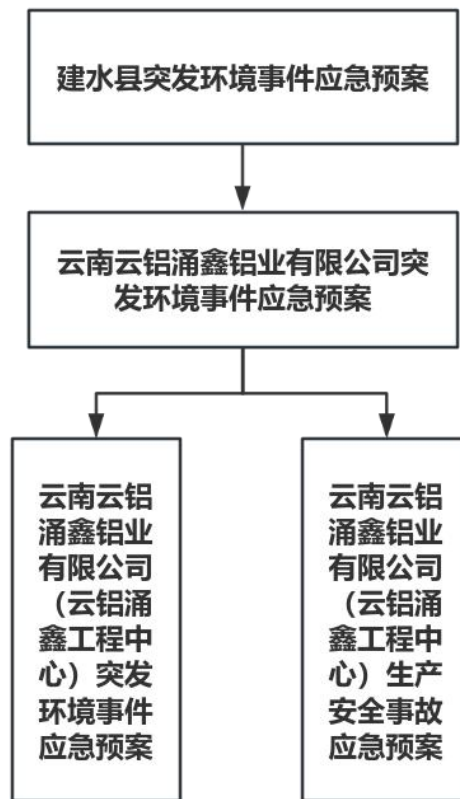 建水县突发环境事件应急预案
云南云铝涌鑫铝业有限公司突
发环境事件应急预案
云南云铝
涌鑫铝业
有限公司
（云铝涌
鑫工程中
心）突发
环境事件
应急预案
云南云铝
涌鑫铝业
有限公司
（云铝涌
鑫工程中
心）生产
安全事故
应急预案